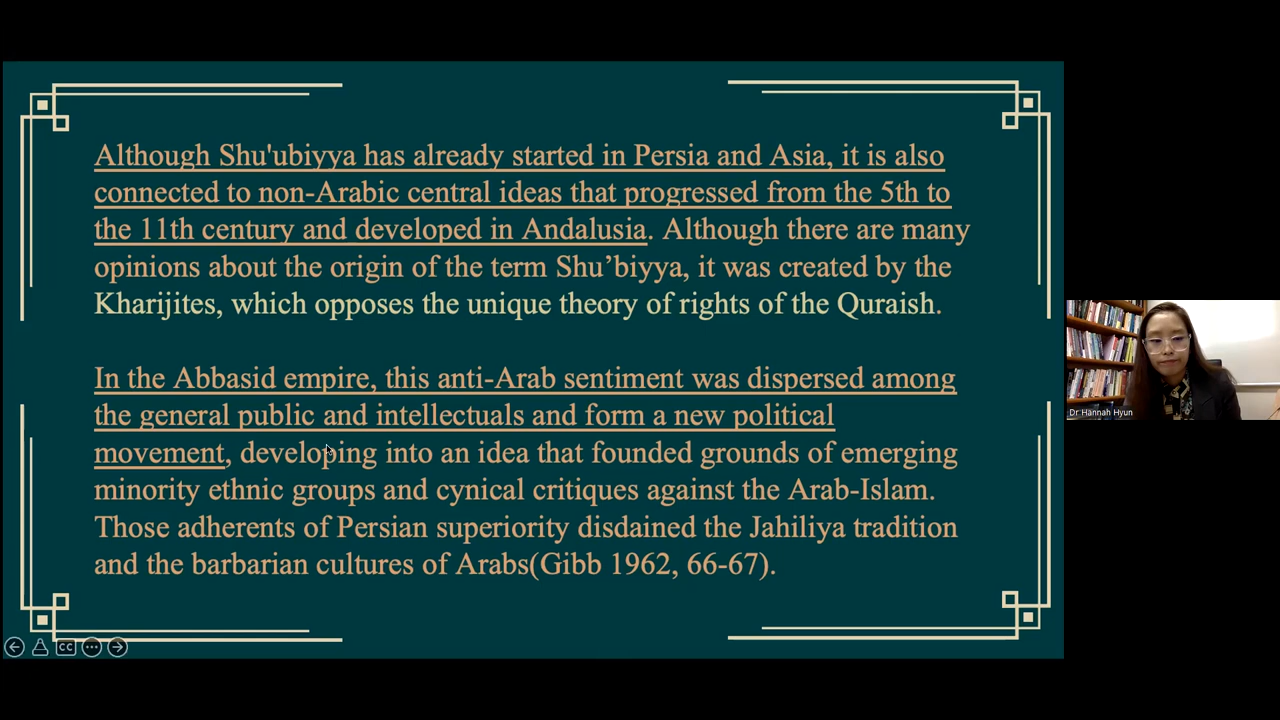 Although Shu'ubiyya has already started in Persia and Asia, it is also
connected to non-Arabic central ideas that progressed from the 5th to
the 11th century and developed in Andalusia. Although there are many
opinions about the origin of the term Shu’biyya, it was created by the
Kharijites, which opposes the unique theory of rights of the Quraish.
In the Abbasid empire, this anti-Arab sentiment was dispersed among
the general public and intellectuals and form a new political
movement, developing into an idea that founded grounds of emerging
minority ethnic groups and cynical critiques against the Arab-Islam.
Those adherents of Persian superiority disdained the Jahiliya tradition
and the barbarian cultures of Arabs(Gibb 1962, 66-67).
CC
Dr Hannah Hyun